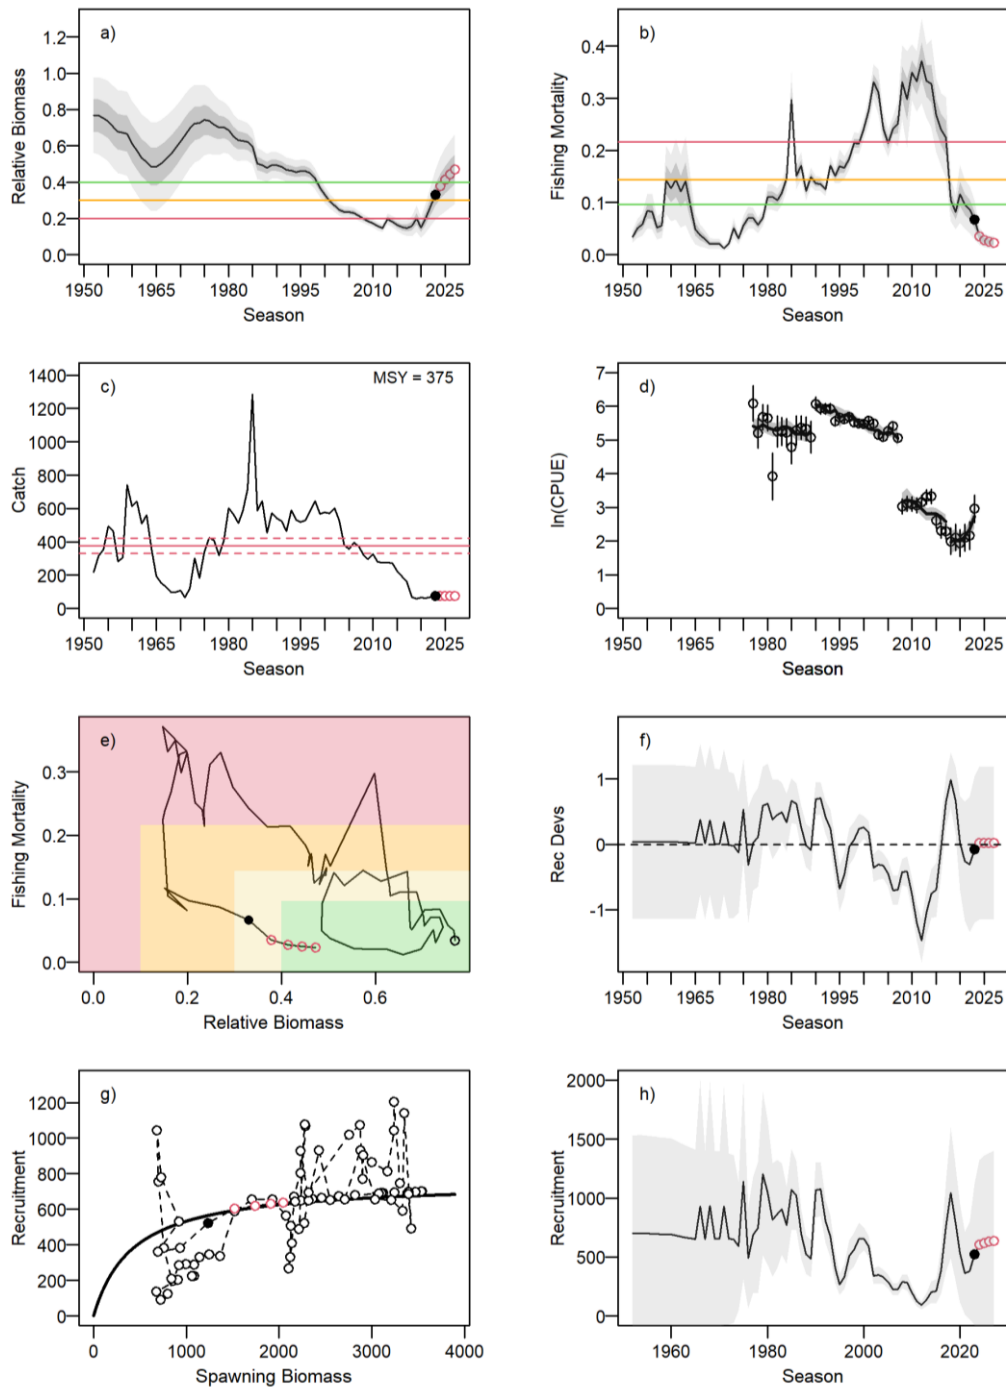 a)
Relative Biomass
1.2
1.0
0.8
0.6
0.4
0.2
0.0
1950 1965 1980 1995 2010 2025
Season
b)
Fishing Mortality
0.4
0.3
0.2
0.1
0.0
1950 1965 1980 1995 2010 2025
Season
c)
MSY = 375
Catch
1400
1200
1000
800
600
400
200
0
1950 1965 1980 1995 2010 2025
Season
d)
ln(CPUE)
7
6
5
4
3
2
1
0
1950 1965 1980 1995 2010 2025
Season
e)
Fishing Mortality
0.3
0.2
0.1
0.0
0.0 0.2 0.4 0.6
Relative Biomass
f)
Rec Devs
1
0
-1
1950 1965 1980 1995 2010 2025
Season
g)
Recruitment
1200
1000
800
600
400
200
0
0 1000 2000 3000 4000
Spawning Biomass
h)
Recruitment
2000
1500
1000
500
0
1960 1980 2000 2020
Season